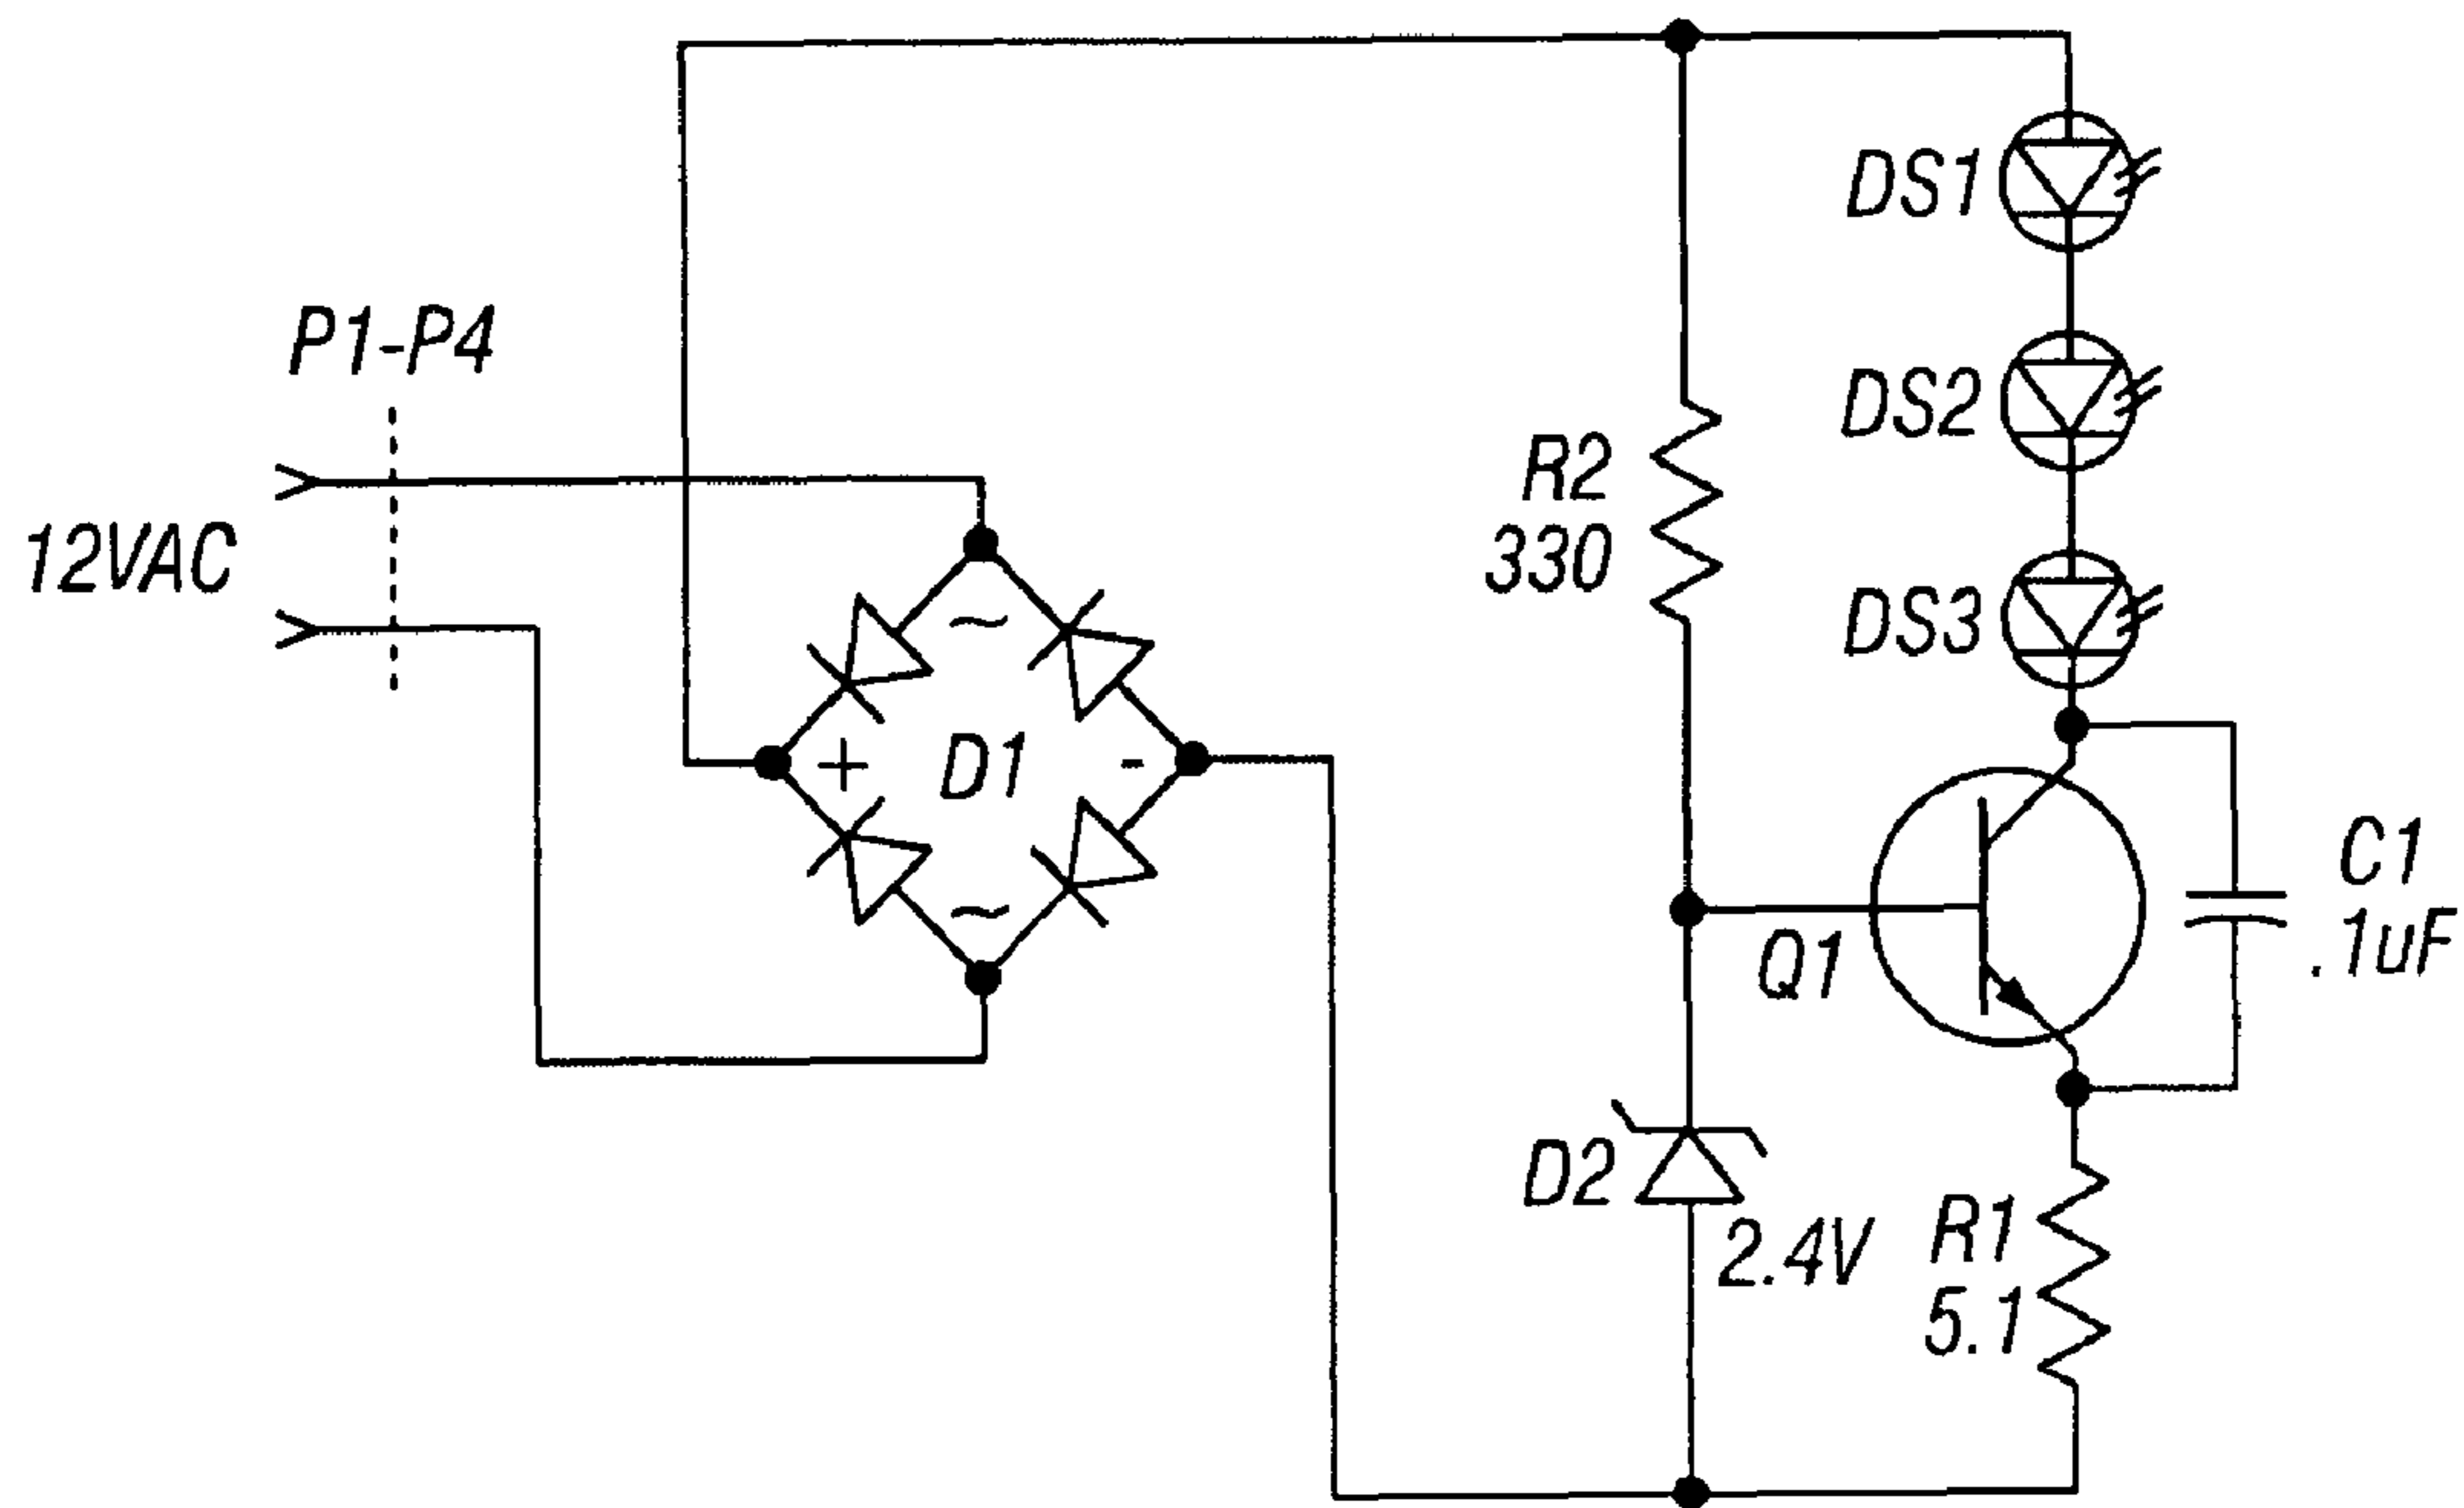 DS1
P1-P4
DS2
R2
330
12VAC
DS3
~
+
D1
-
~
C1
.1uF
Q1
D2
2.4V
R1
5.1